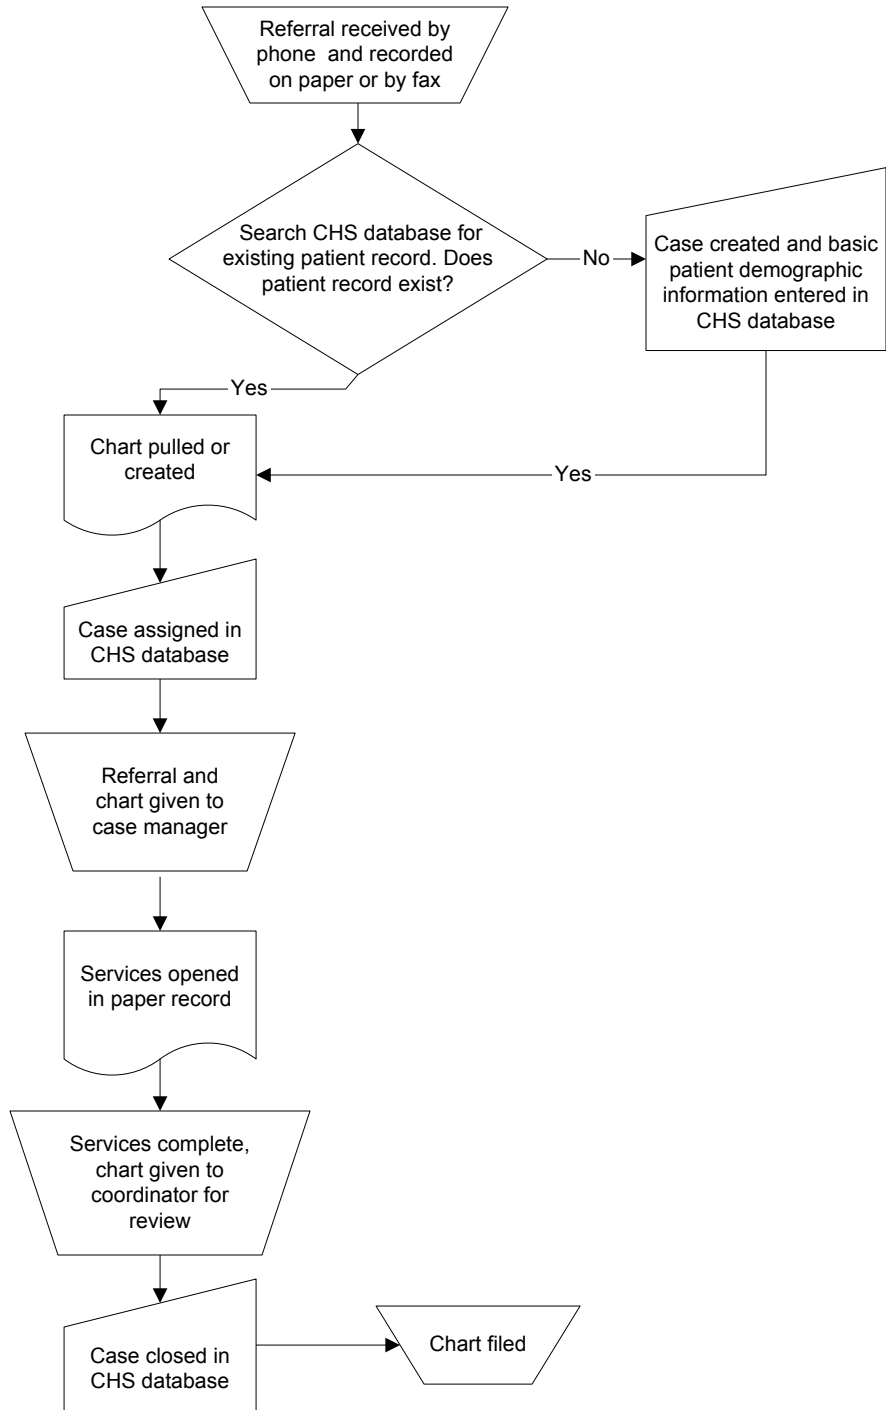 Referral received by
phone and recorded
on paper or by fax
Search CHS database for
existing patient record. Does
patient record exist?
No
Case created and basic
patient demographic
information entered in
CHS database
Yes
Chart pulled or
created
Yes
Case assigned in
CHS database
Referral and
chart given to
case manager
Services opened
in paper record
Services complete,
chart given to
coordinator for
review
Case closed in
CHS database
Chart filed